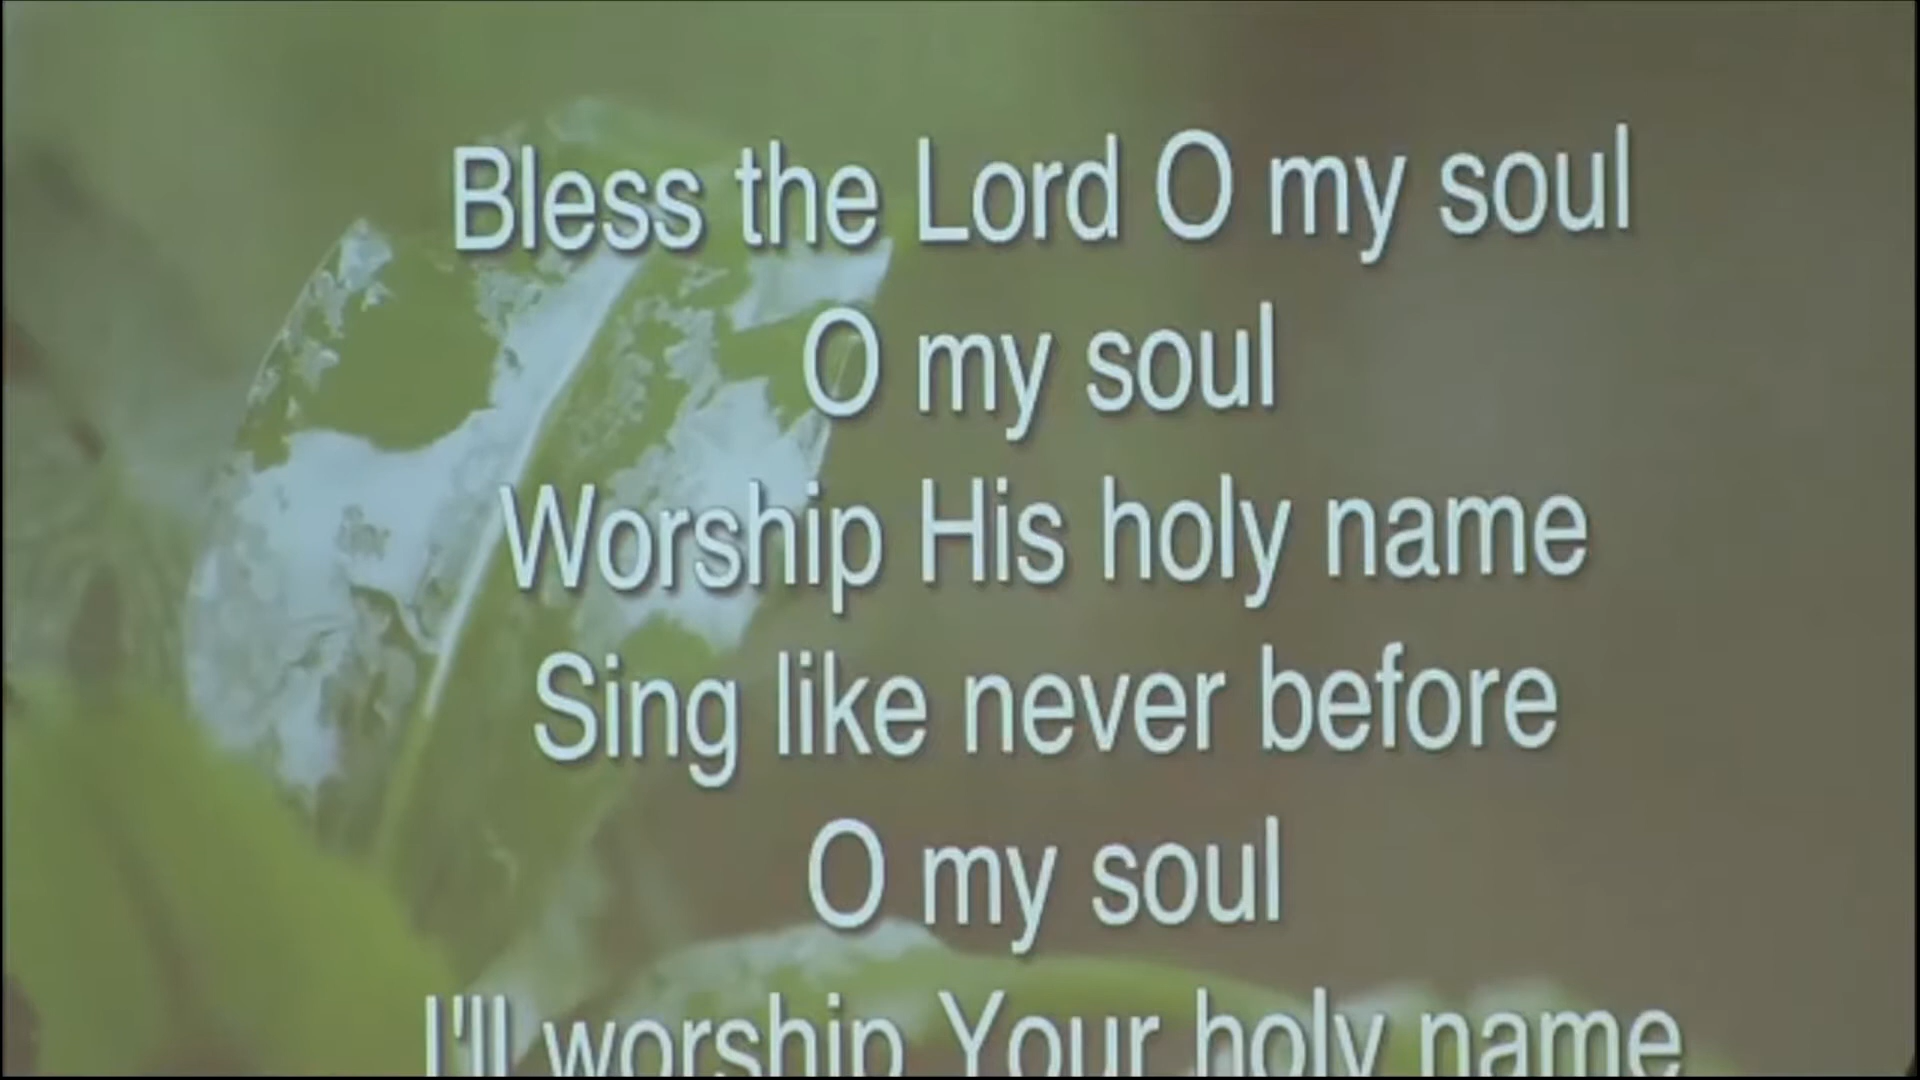 Bless the Lord O my soul
O my soul
Worship His holy name
Sing like never before
O my soul
I'll worship Your holy name